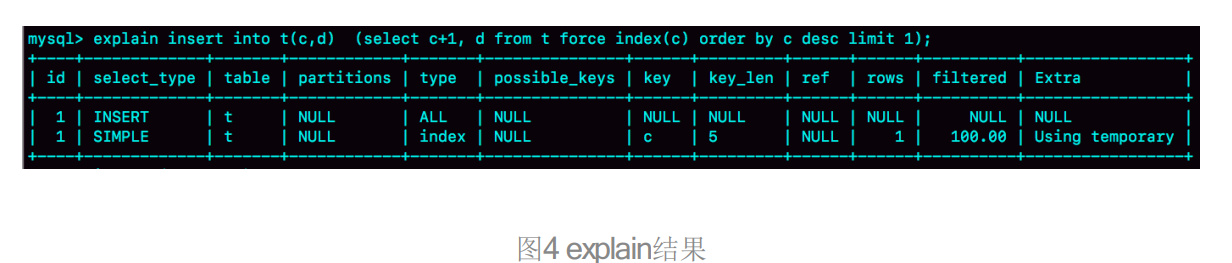 mysql> explain insert into t(c,d)  (select c+1, d from t force index(c) order by c desc limit 1);
+----+-------------+-------+------------+-------+---------------+------+---------+------+------+----------+-----------------+
| id | select_type | table | partitions | type  | possible_keys | key  | key_len | ref  | rows | filtered | Extra           |
+----+-------------+-------+------------+-------+---------------+------+---------+------+------+----------+-----------------+
|  1 | INSERT      | t     | NULL       | ALL   | NULL          | NULL | NULL    | NULL | NULL |     NULL | NULL            |
|  1 | SIMPLE      | t     | NULL       | index | NULL          | c    | 5       | NULL |    1 |   100.00 | Using temporary |
+----+-------------+-------+------------+-------+---------------+------+---------+------+------+----------+-----------------+
图4 explain结果